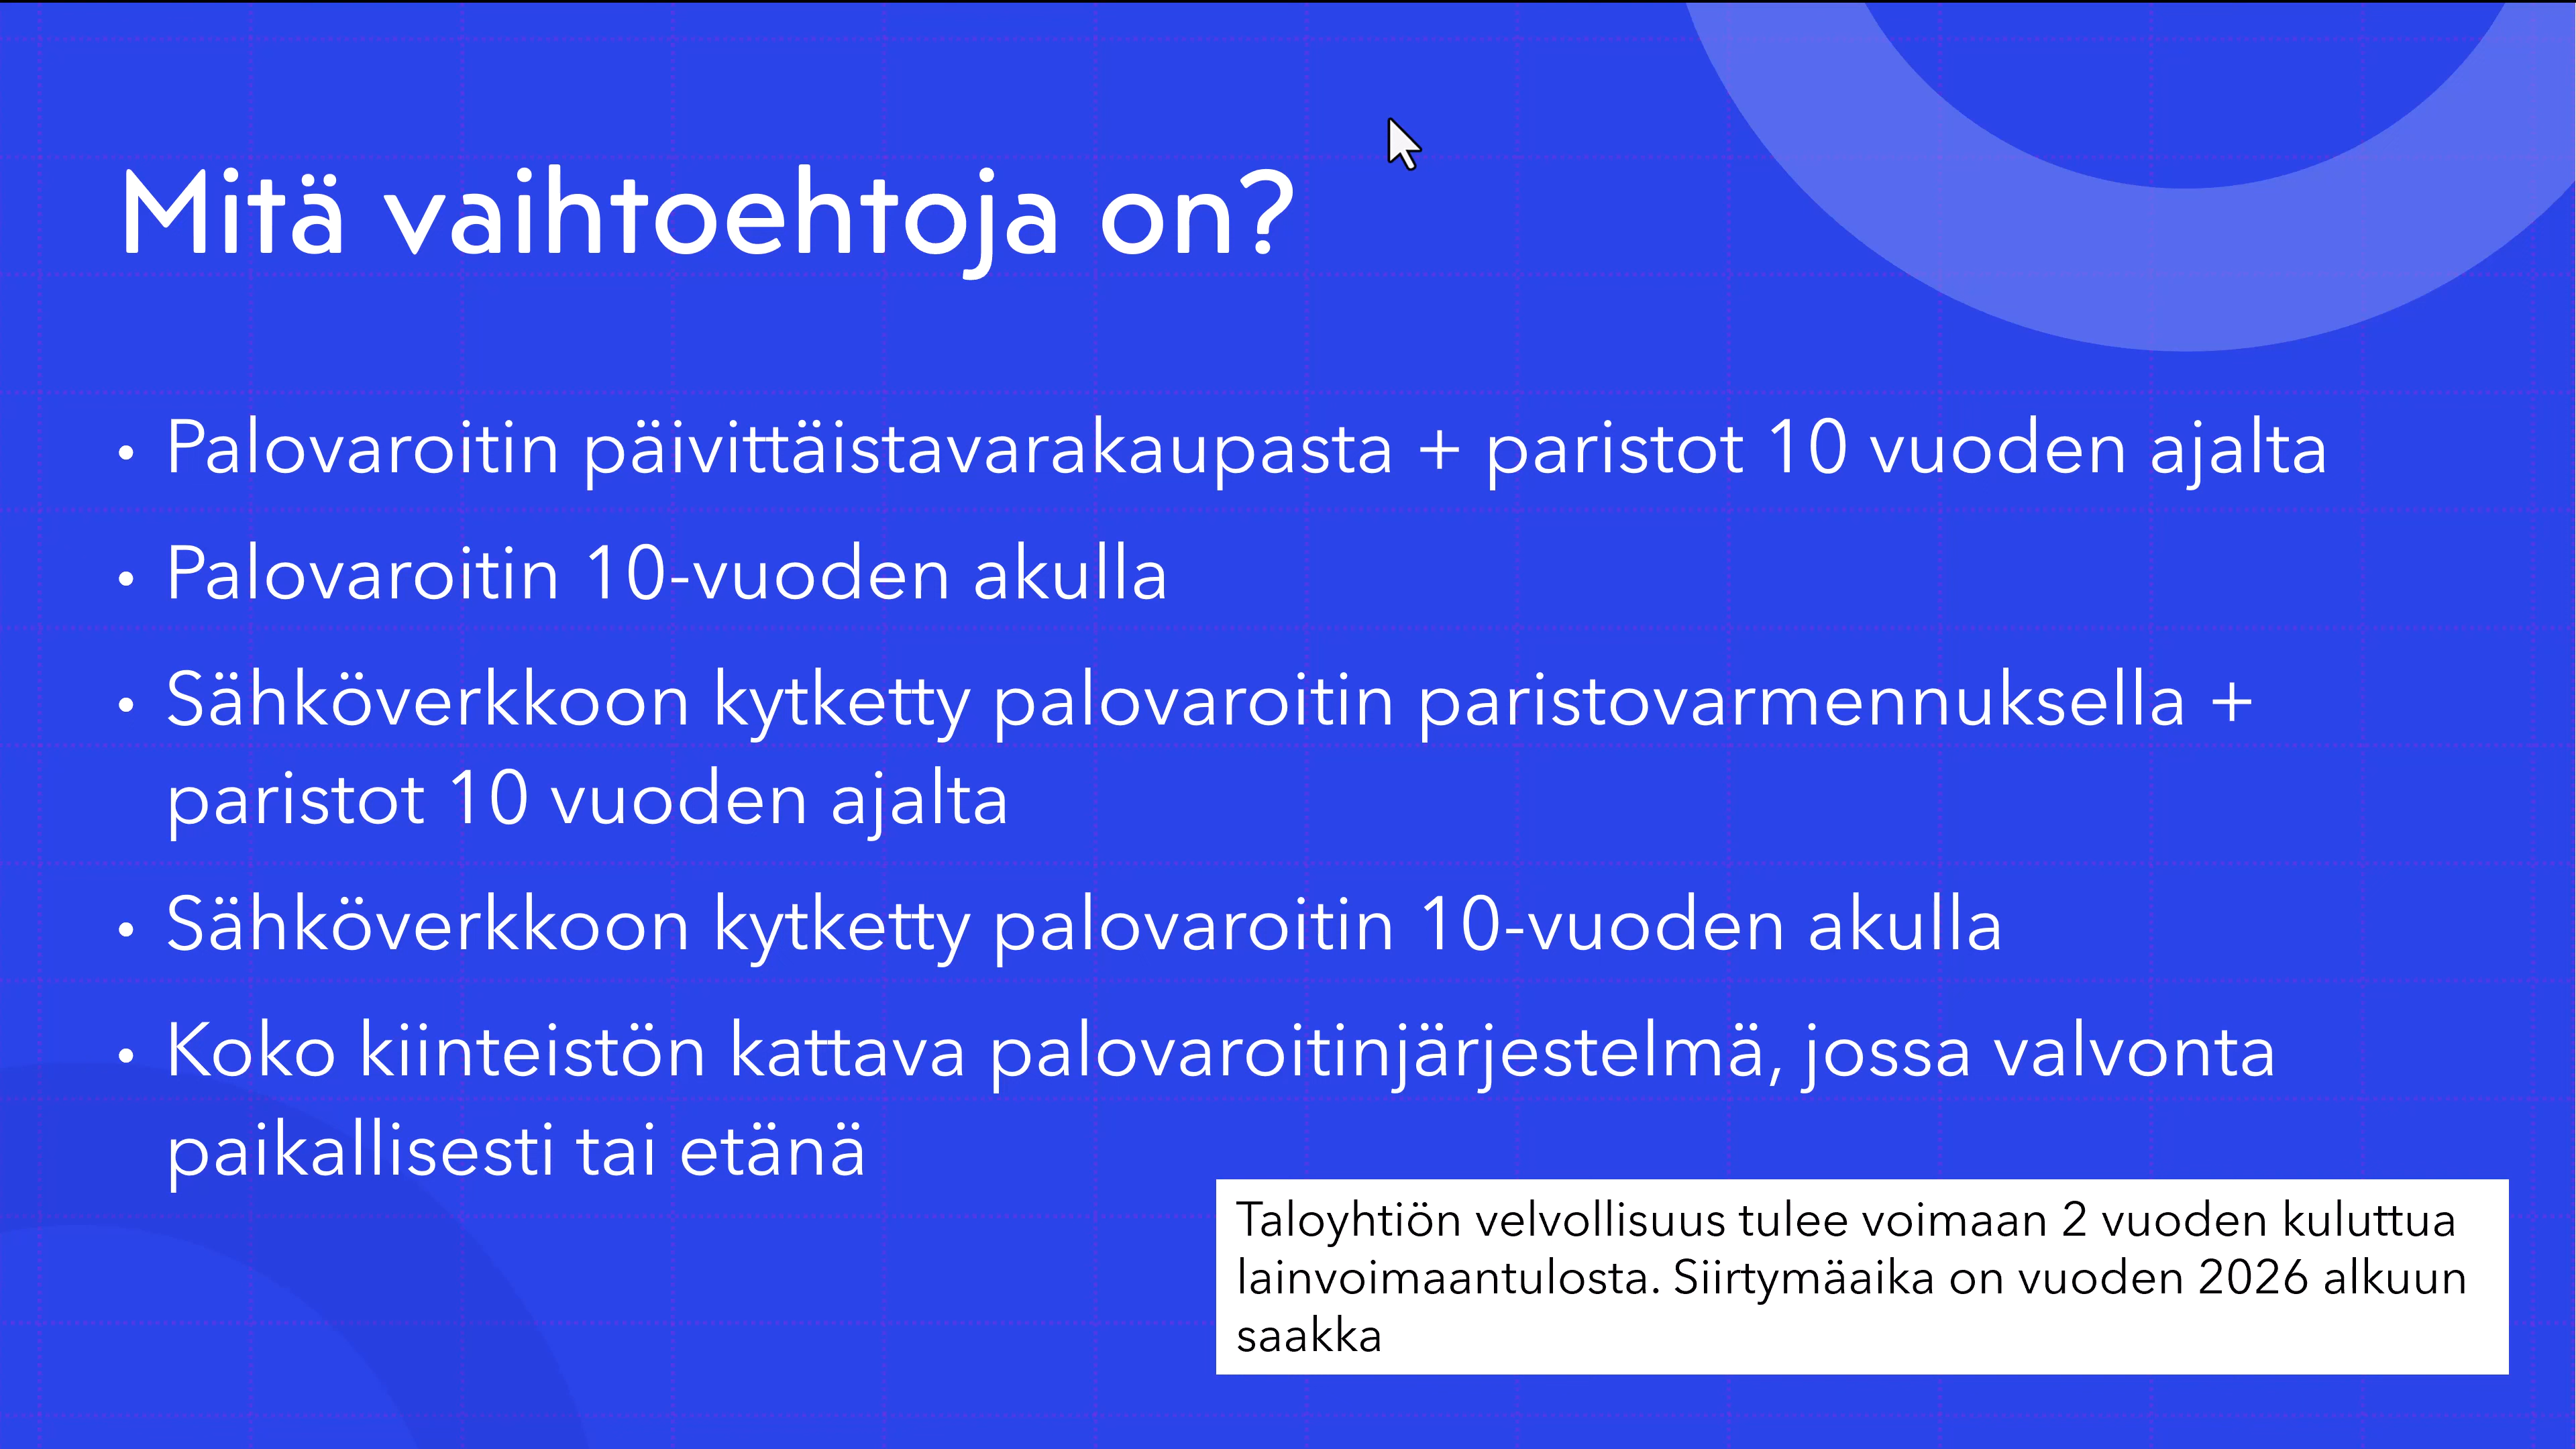 Mitä vaihtoehtoja on?
• Palovaroitin päivittäistavarakaupasta + paristot 10 vuoden ajalta
• Palovaroitin 10-vuoden akulla
• Sähköverkkoon kytketty palovaroitin paristovarmennuksella +
paristot 10 vuoden ajalta
• Sähköverkkoon kytketty palovaroitin 10-vuoden akulla
• Koko kiinteistön kattava palovaroitinjärjestelmä, jossa valvonta
paikallisesti tai etänä
Taloyhtiön velvollisuus tulee voimaan 2 vuoden kuluttua
lainvoimaantulosta. Siirtymäaika on vuoden 2026 alkuun
saakka